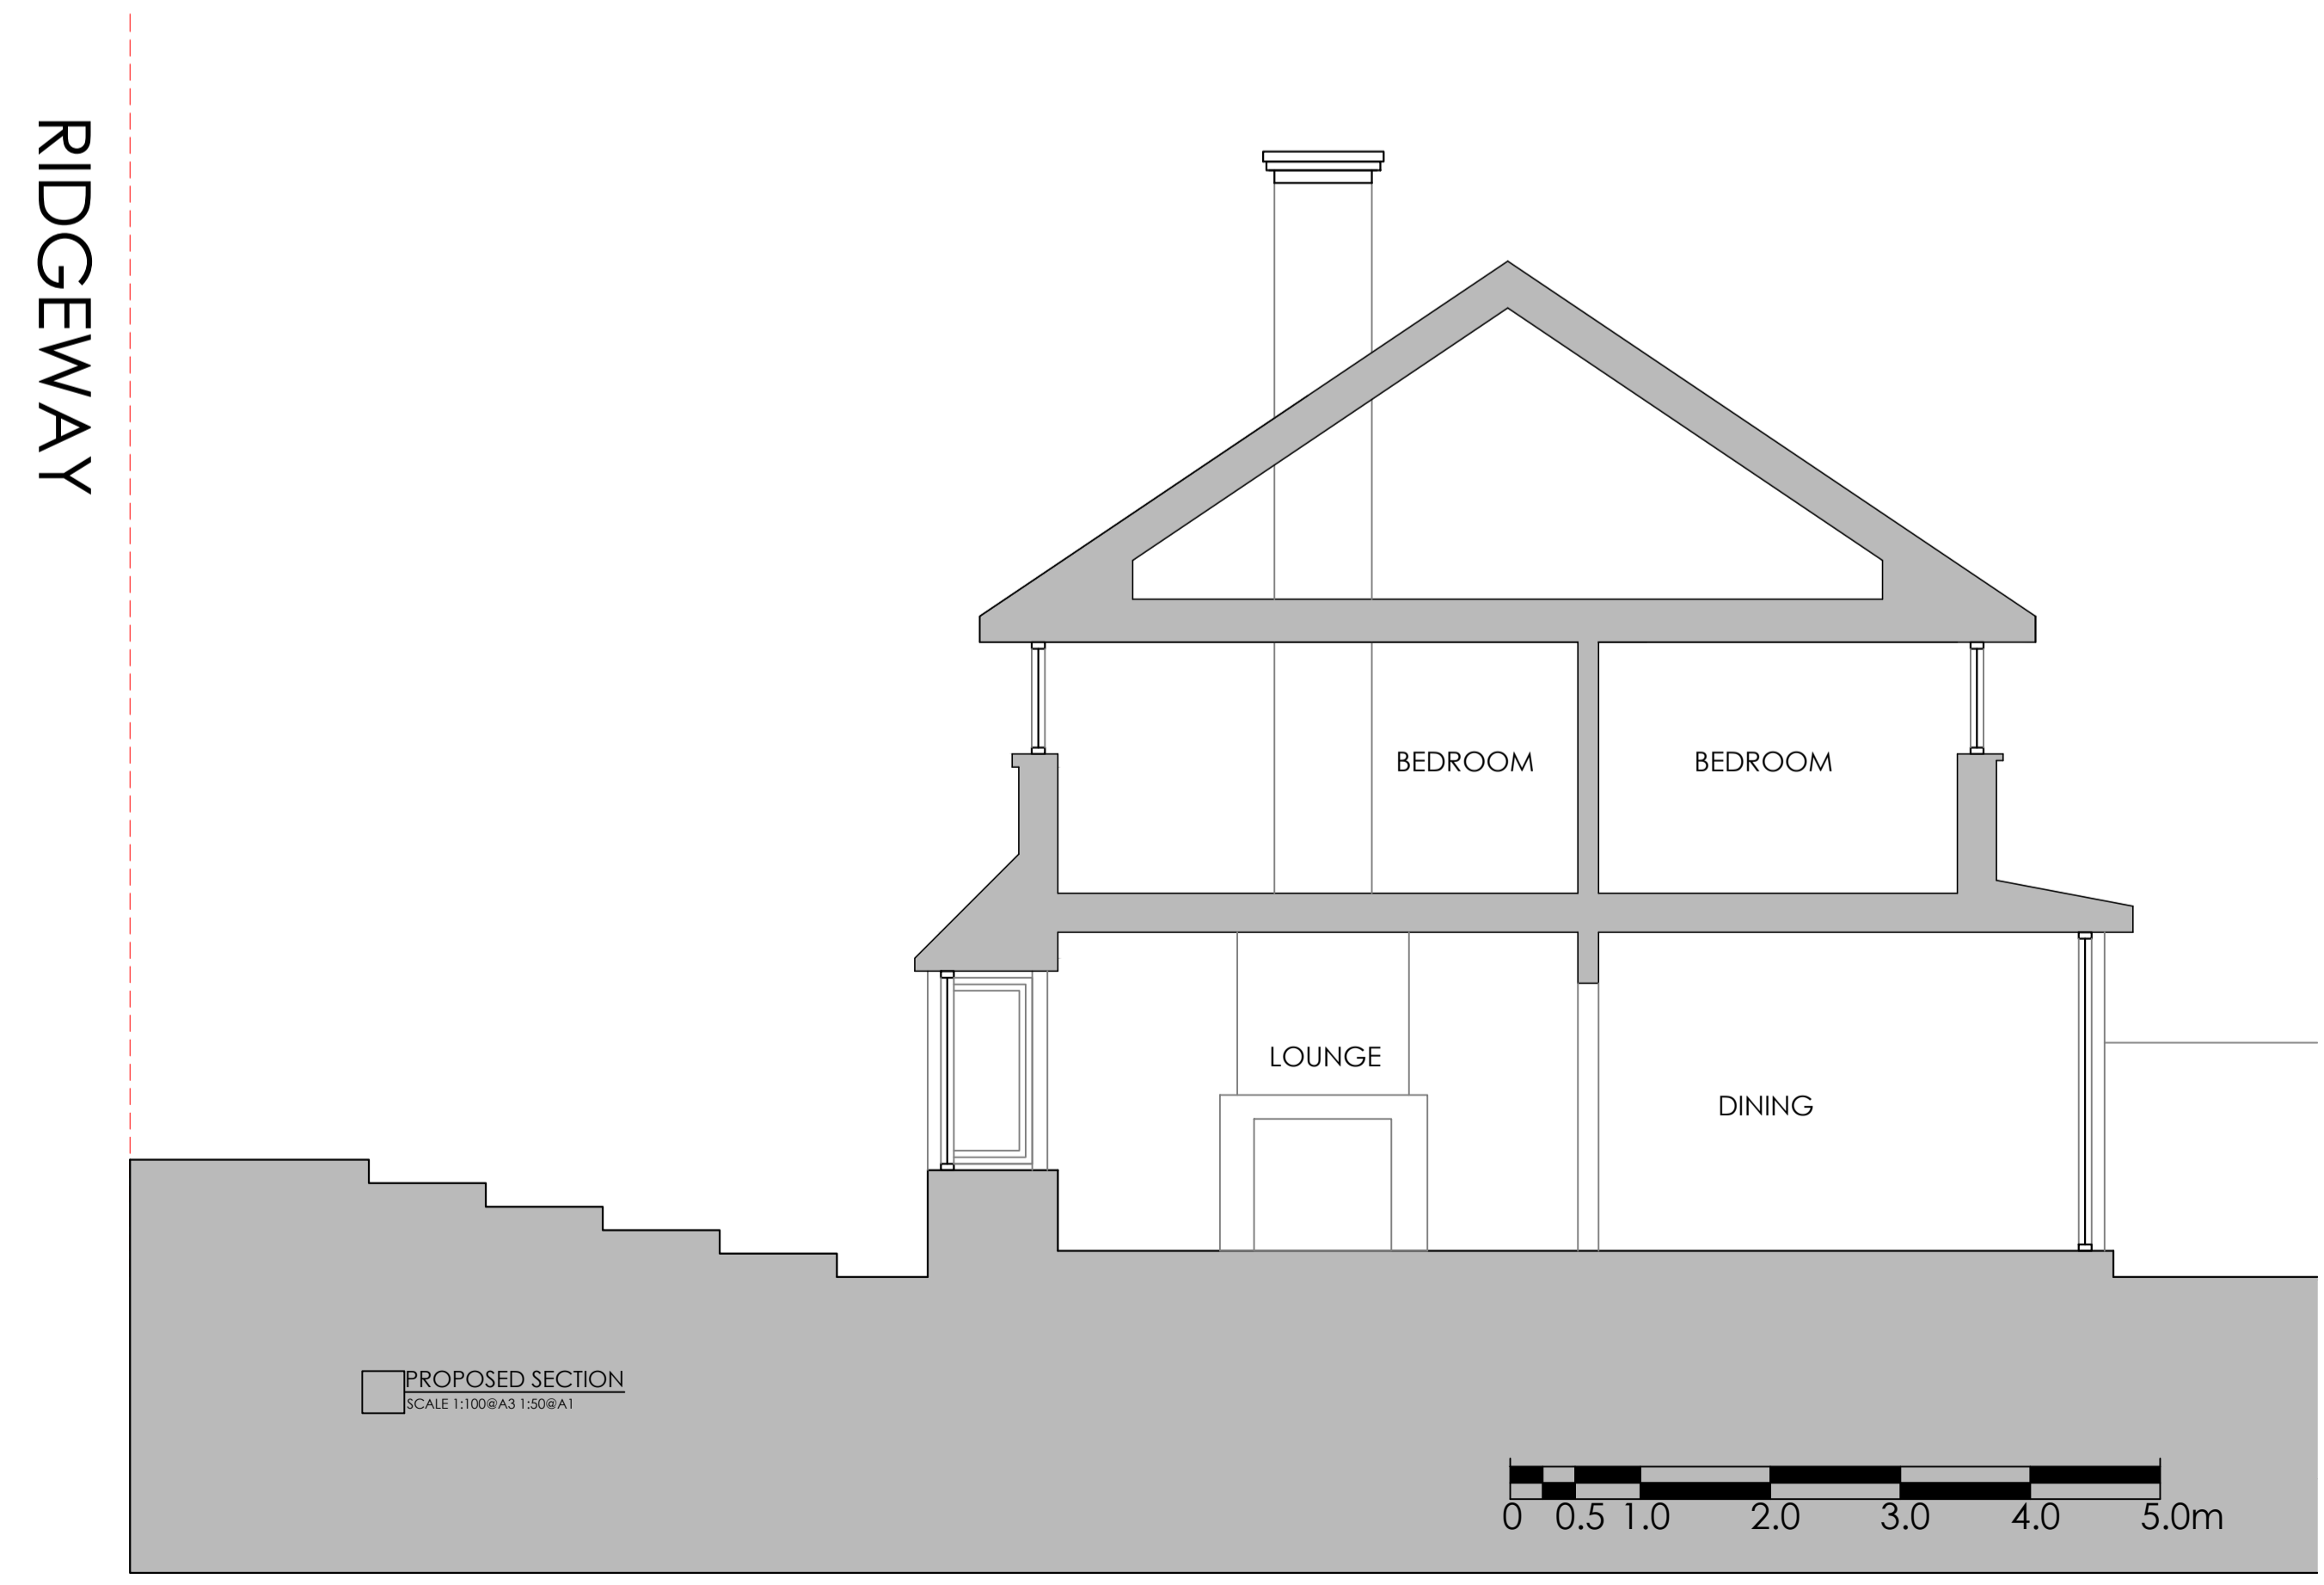 RIDGEWAY
BEDROOM BEDROOM
LOUNGE
DINING
PROPOSED SECTION
SCALE 1:100@A3 1:50@A1
0 0.5 1.0 2.0 3.0 4.0 5.0m